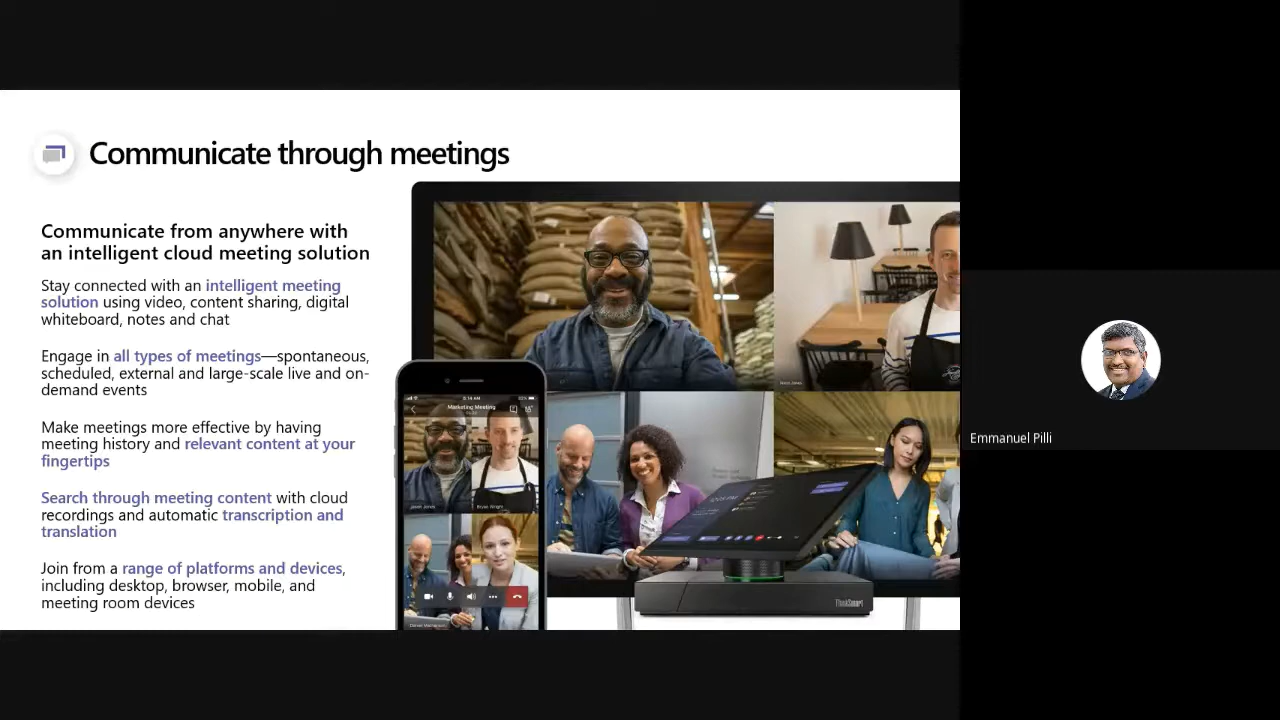 Communicate through meetings
Communicate from anywhere with
an intelligent cloud meeting solution
Stay connected with an intelligent meeting
solution using video, content sharing, digital
whiteboard, notes and chat
Engage in all types of meetings—spontaneous,
scheduled, external and large-scale live and on-
demand events
Make meetings more effective by having
meeting history and relevant content at your
fingertips
Search through meeting content with cloud
recordings and automatic transcription and
translation
Join from a range of platforms and devices,
including desktop, browser, mobile, and
meeting room devices
Marketing Meeting
ThinkSmart
Emmanuel Pilli